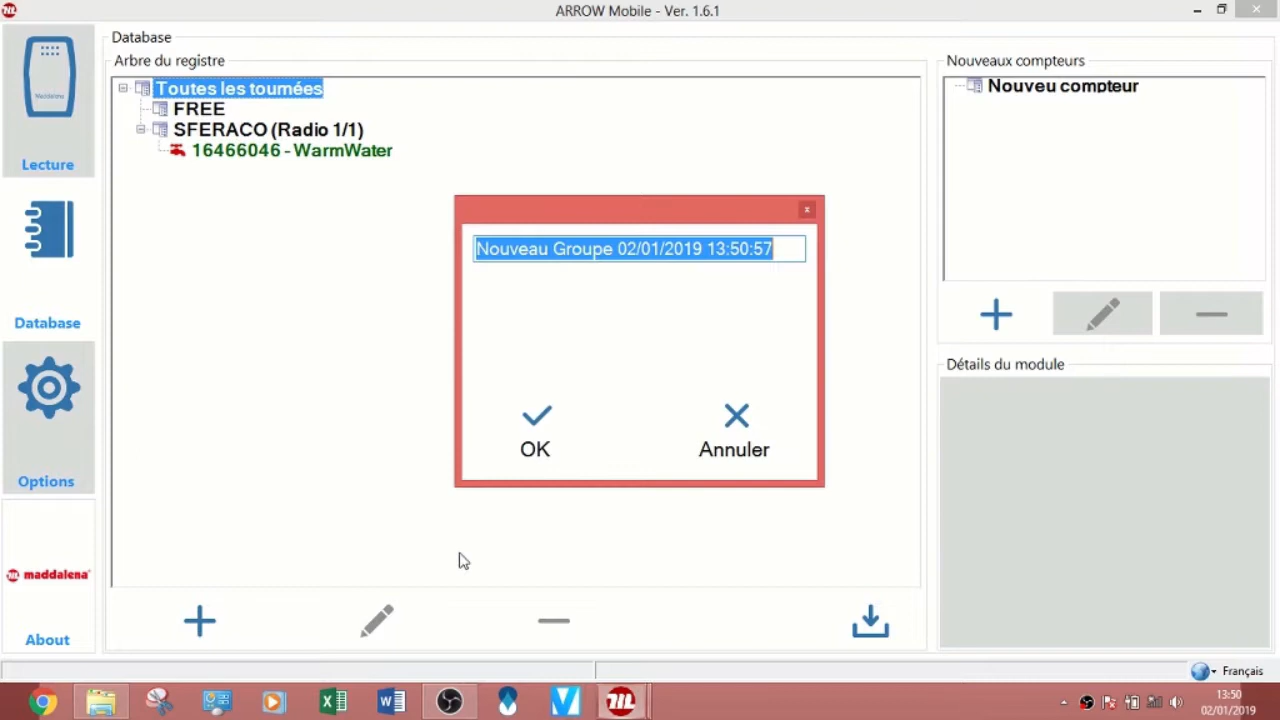 ARROW Mobile - Ver. 1.6.1
Database
Arbre du registre
Toutes les tournées
FREE
SFERACO (Radio 1/1)
16466046 - WarmWater
Nouveaux compteurs
Nouveu compteur
Maddalena
Lecture
Database
Options
maddalena
About
Nouveau Groupe 02/01/2019 13:50:57
OK
Annuler
Détails du module
Français
13:50
02/01/2019